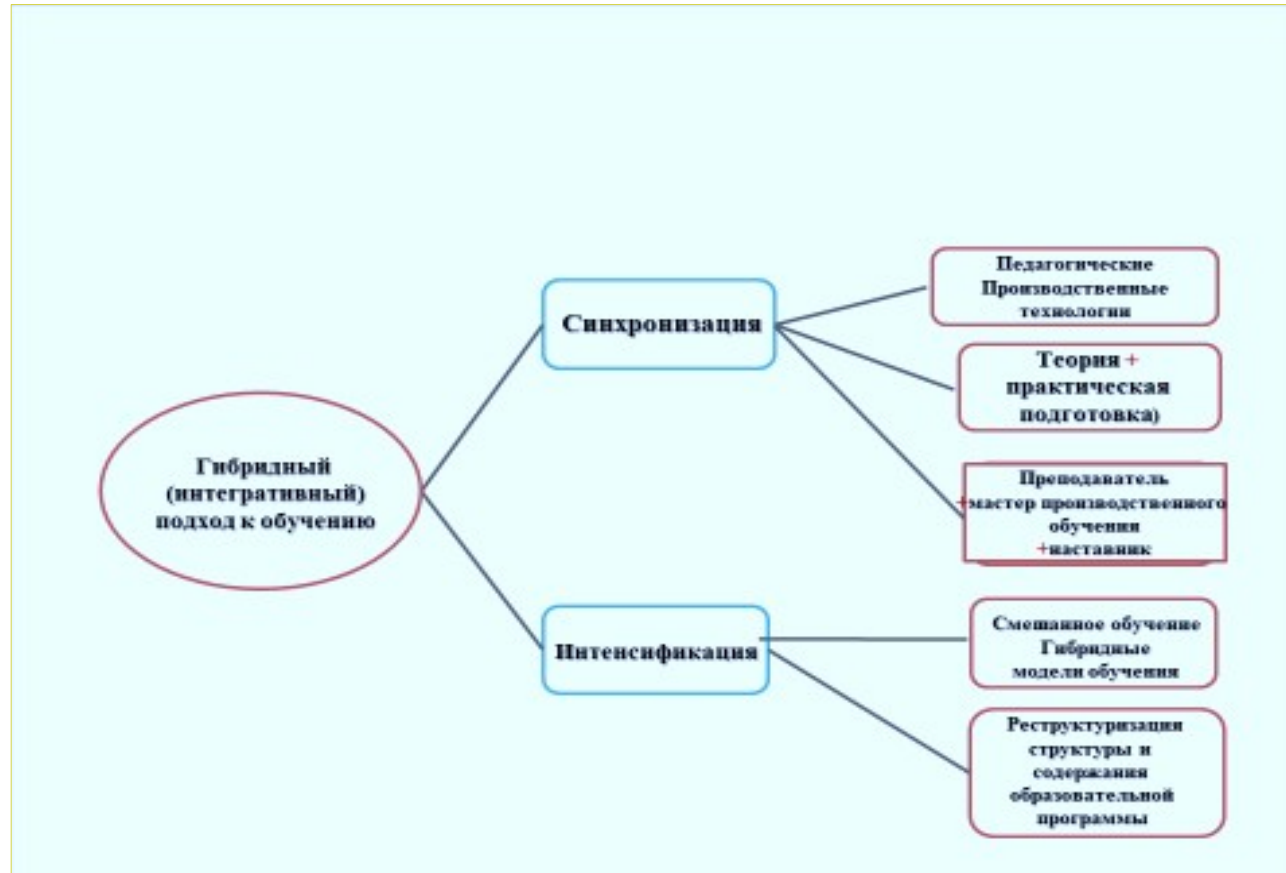 Гибридный
(интегративный)
подход к обучению
Синхронизация
Педагогические
Производственные
технологии
Теория +
практическая
подготовка)
Преподаватель
+мастер производственного
обучения
+наставник
Интенсификация
Смешанное обучение
Гибридные
модели обучения
Реструктуризация
структуры и
содержания
образовательной
программы